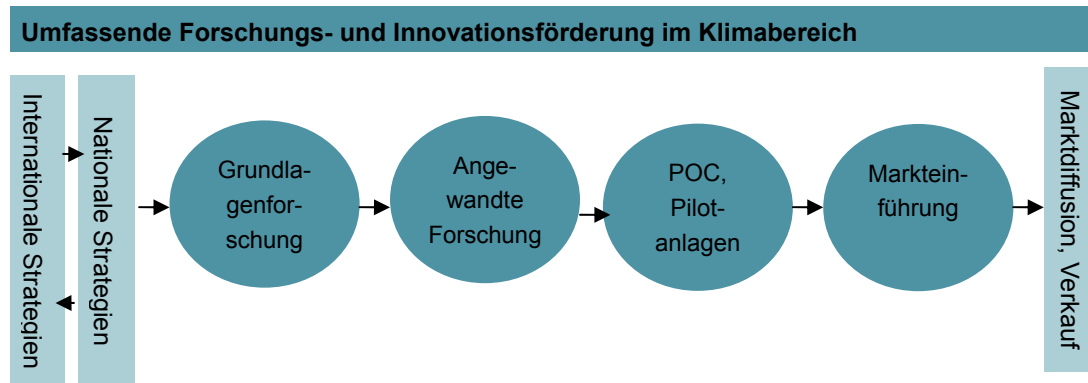 Umfassende Forschungs- und Innovationsförderung im Klimabereich
Internationale Strategien
Nationale Strategien
Grundla-
genfor-
schung
Ange-
wandte
Forschung
POC,
Pilot-
anlagen
Marktein-
führung
Marktdiffusion, Verkauf